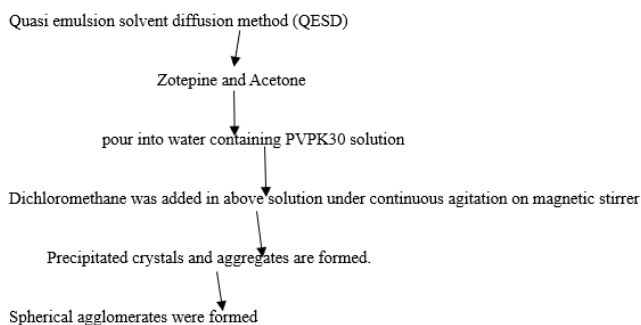 Quasi emulsion solvent diffusion method (QESD)
Zotepine and Acetone
pour into water containing PVPK30 solution
Dichloromethane was added in above solution under continuous agitation on magnetic stirrer
Precipitated crystals and aggregates are formed.
Spherical agglomerates were formed